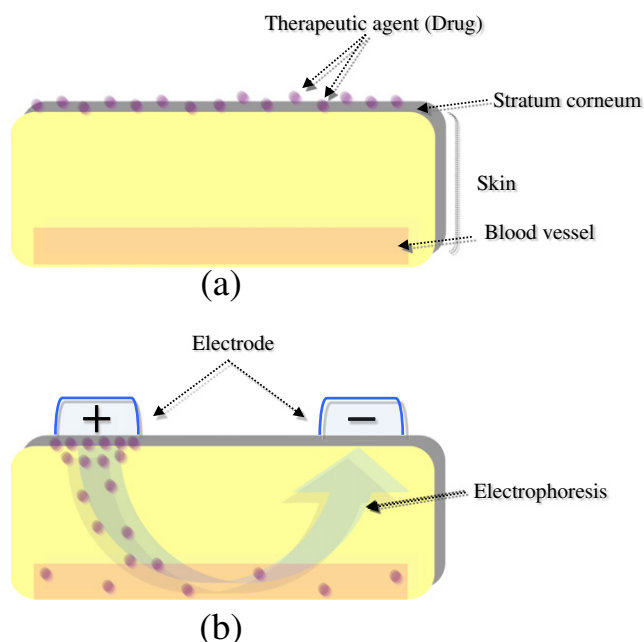 Therapeutic agent (Drug)
Stratum corneum
Skin
Blood vessel
(a)
Electrode
+
−
Electrophoresis
(b)